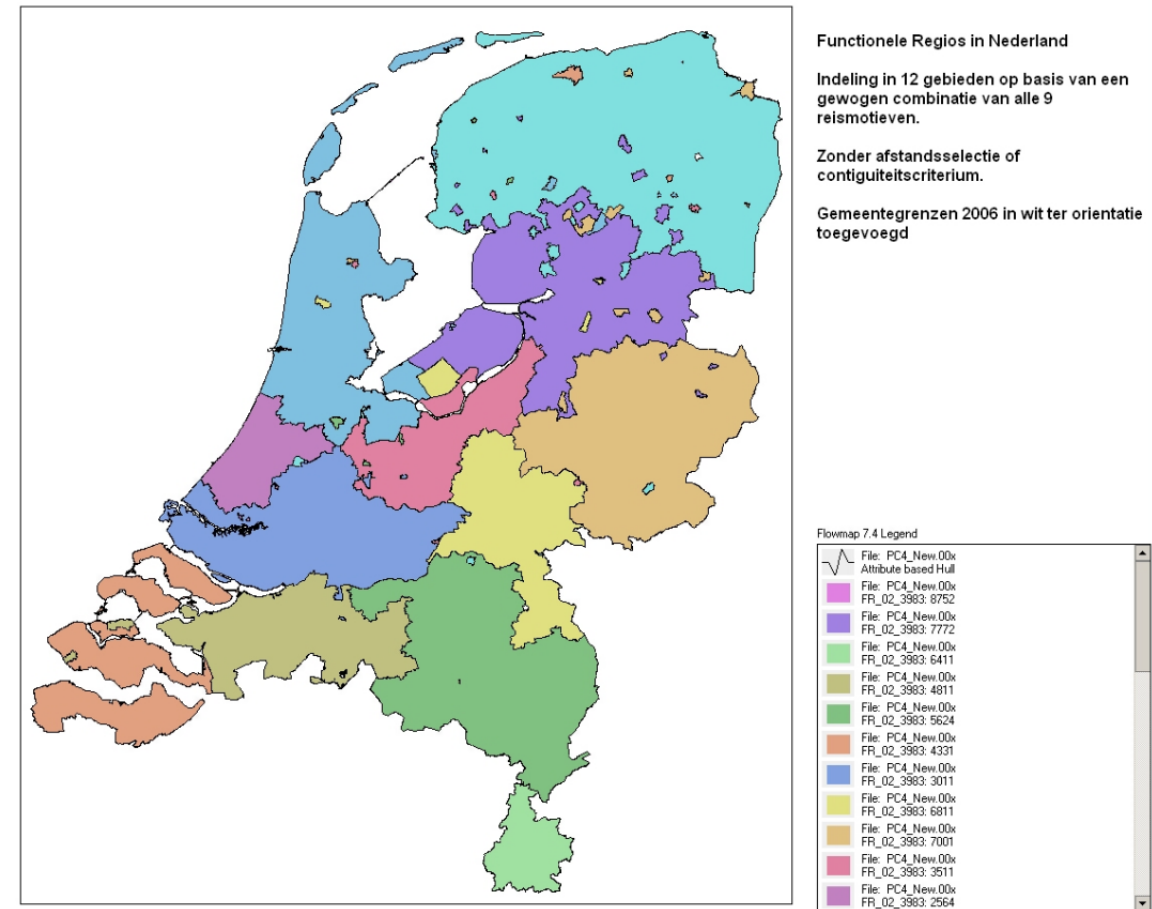 Functionele Regios in Nederland
Indeling in 12 gebieden op basis van een
gewogen combinatie van alle 9
reismotieven.
Zonder afstandsselectie of
contiguiteitscriterium.
Gemeentegrenzen 2006 in wit ter orientatie
toegevoegd
Flowmap 7.4 Legend
File: PC4_New.00x
Attribute based Hull
File: PC4_New.00x
FR_02_3983: 8752
File: PC4_New.00x
FR_02_3983: 7772
File: PC4_New.00x
FR_02_3983: 6411
File: PC4_New.00x
FR_02_3983: 4811
File: PC4_New.00x
FR_02_3983: 5624
File: PC4_New.00x
FR_02_3983: 4331
File: PC4_New.00x
FR_02_3983: 3011
File: PC4_New.00x
FR_02_3983: 6811
File: PC4_New.00x
FR_02_3983: 7001
File: PC4_New.00x
FR_02_3983: 3511
File: PC4_New.00x
FR_02_3983: 2564